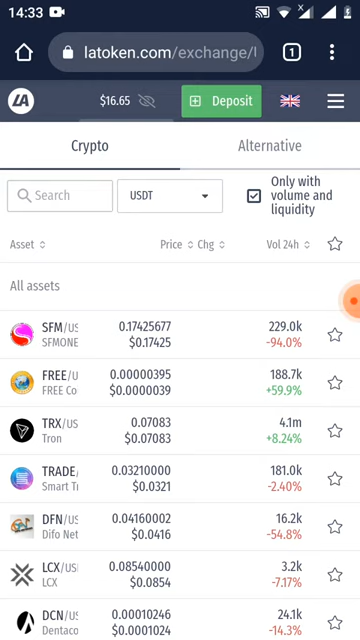 14:33
latoken.com/exchange/
1
LA
$16.65
Deposit
Crypto
Alternative
Search
USDT
Only with
volume and
liquidity
Asset
Price
Chg
Vol 24h
All assets
SFM/US
0.17425677
229.0k
SFMONE
$0.17425
-94.0%
FREE/U
0.00000395
188.7k
FREE Co
$0.0000039
+59.9%
TRX/US
0.07083
4.1m
Tron
$0.07083
+8.24%
TRADE/
0.03210000
181.0k
Smart Tr
$0.0321
-2.40%
DFN/US
0.04160002
16.2k
Difo Net
$0.0416
-54.8%
LCX/US
0.08540000
3.2k
LCX
$0.0854
-7.17%
DCN/US
0.00010246
24.1k
Dentaco
$0.0001024
-14.3%